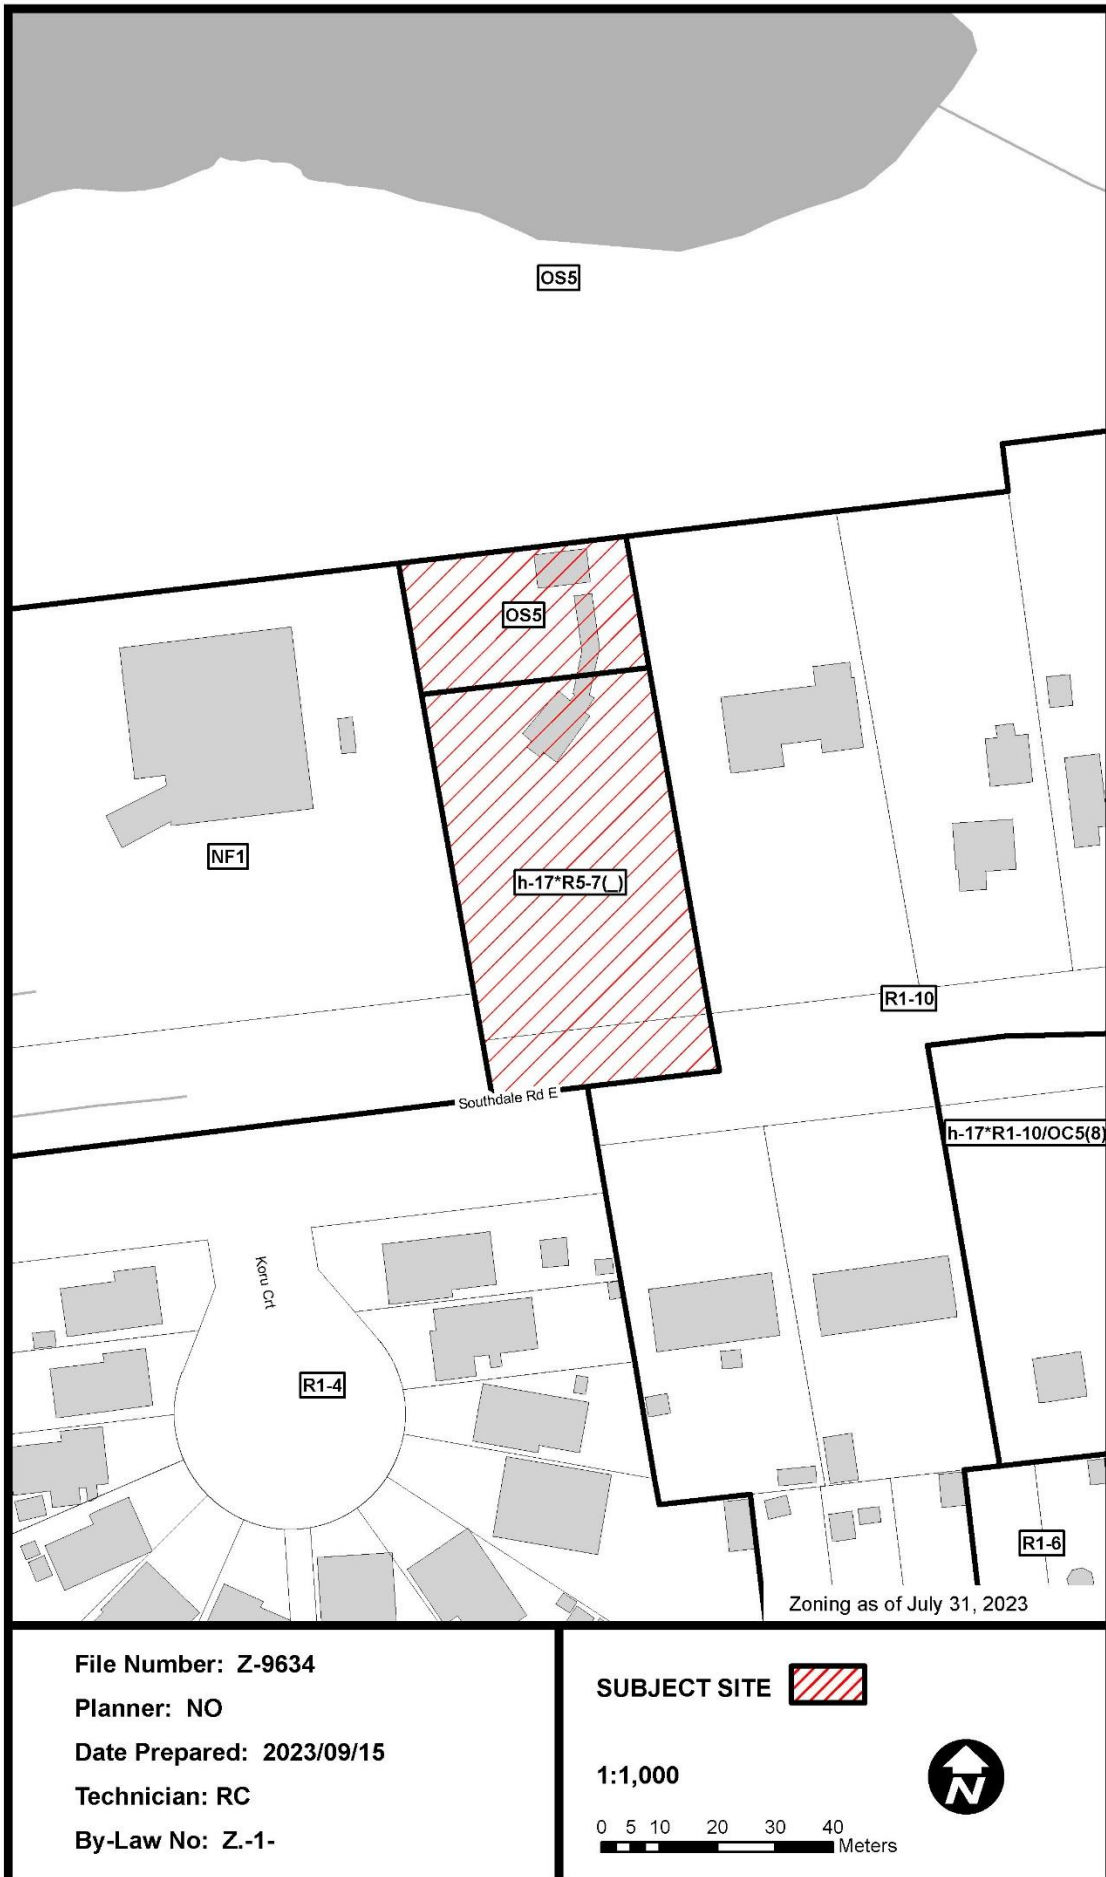 OS5
OS5
NF1
h-17*R5-7(_)
R1-10
Southdale Rd E
h-17*R1-10/OC5(8)
Koru Crt
R1-4
R1-6
Zoning as of July 31, 2023
File Number: Z-9634
Planner: NO
Date Prepared: 2023/09/15
Technician: RC
By-Law No: Z.-1-
SUBJECT SITE
1:1,000
N
0 5 10 20 30 40
Meters